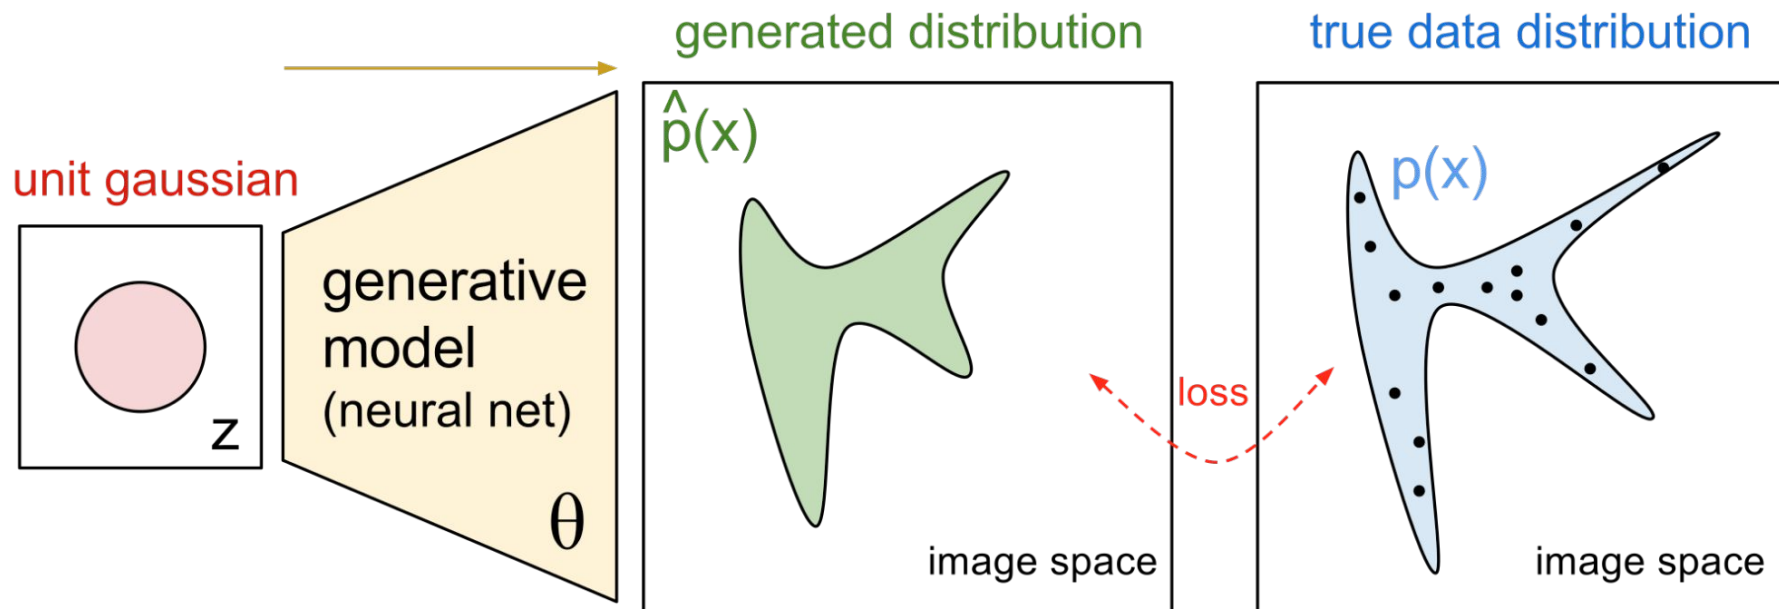 unit gaussian
z
generative
model
(neural net)
θ
generated distribution
p̂(x)
image space
loss
true data distribution
p(x)
image space